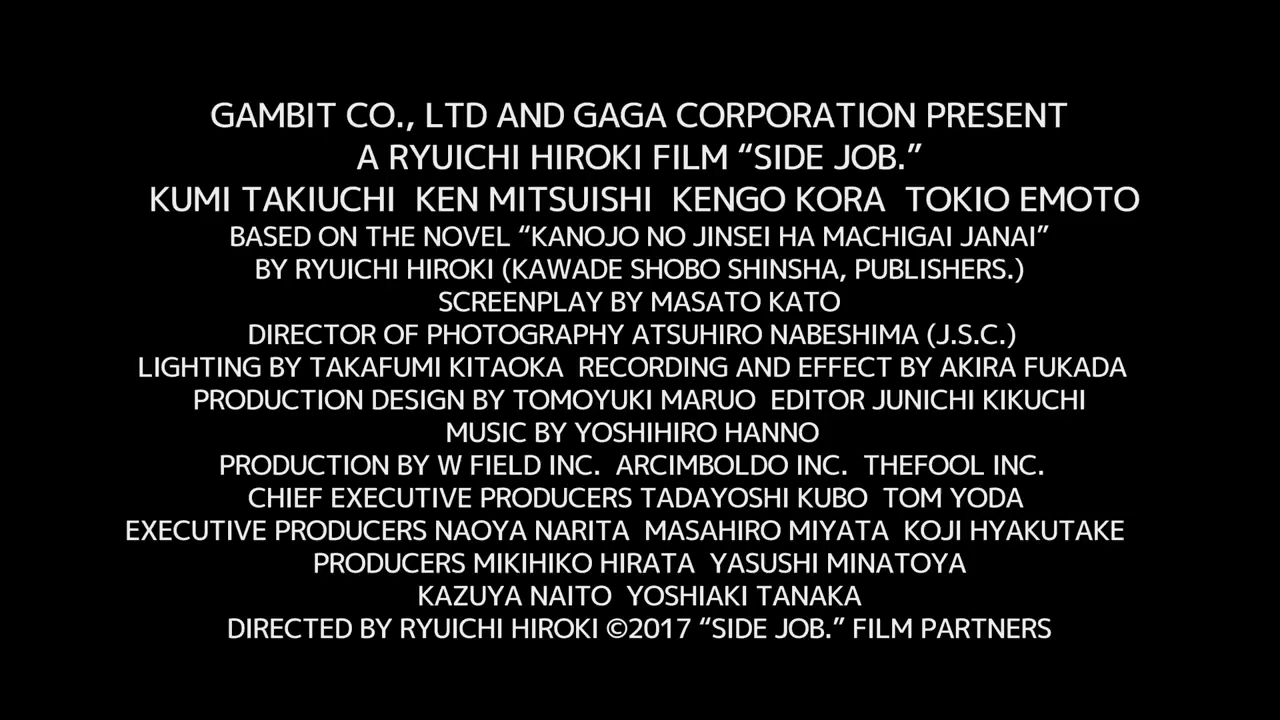 GAMBIT CO., LTD AND GAGA CORPORATION PRESENT
A RYUICHI HIROKI FILM “SIDE JOB.”
KUMI TAKIUCHI KEN MITSUISHI KENGO KORA TOKIO EMOTO
BASED ON THE NOVEL “KANOJO NO JINSEI HA MACHIGAI JANAI”
BY RYUICHI HIROKI (KAWADE SHOBO SHINSHA, PUBLISHERS.)
SCREENPLAY BY MASATO KATO
DIRECTOR OF PHOTOGRAPHY ATSUHIRO NABESHIMA (J.S.C.)
LIGHTING BY TAKAFUMI KITAOKA RECORDING AND EFFECT BY AKIRA FUKADA
PRODUCTION DESIGN BY TOMOYUKI MARUO EDITOR JUNICHI KIKUCHI
MUSIC BY YOSHIHIRO HANNO
PRODUCTION BY W FIELD INC. ARCIMBOLDO INC. THEFOOL INC.
CHIEF EXECUTIVE PRODUCERS TADAYOSHI KUBO TOM YODA
EXECUTIVE PRODUCERS NAOYA NARITA MASAHIRO MIYATA KOJI HYAKUTAKE
PRODUCERS MIKIHIKO HIRATA YASUSHI MINATOYA
KAZUYA NAITO YOSHIAKI TANAKA
DIRECTED BY RYUICHI HIROKI ©2017 “SIDE JOB.” FILM PARTNERS